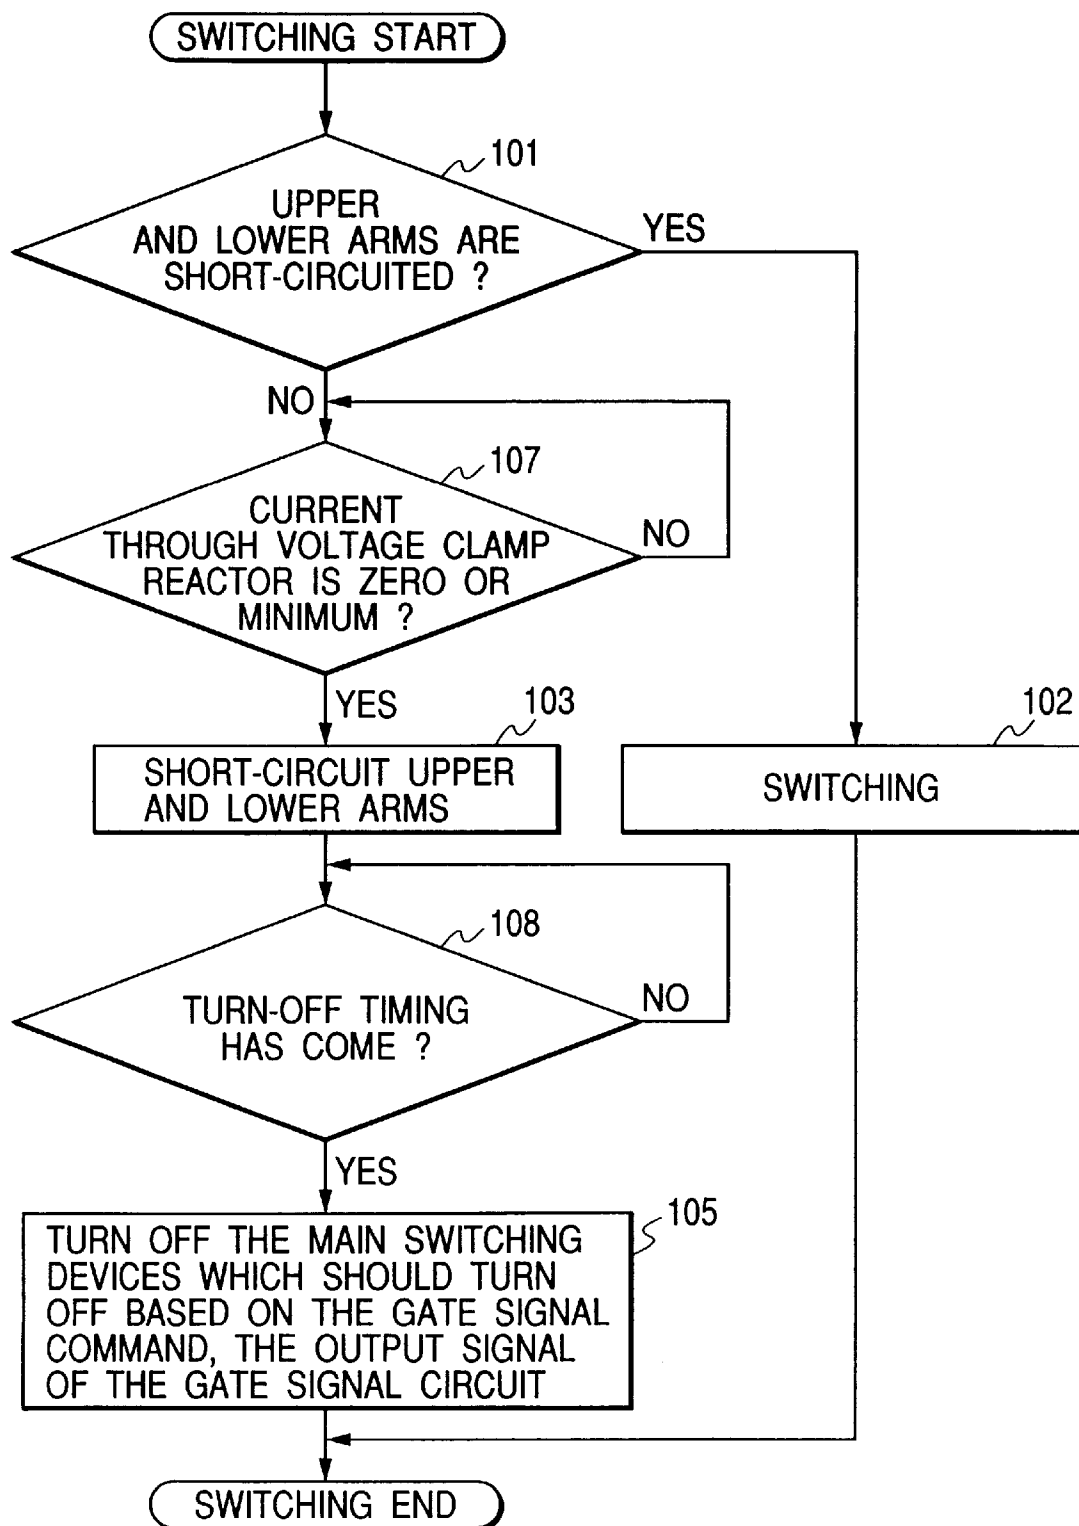 SWITCHING START
101
UPPER
AND LOWER ARMS ARE
SHORT-CIRCUITED ?
YES
NO
107
CURRENT
THROUGH VOLTAGE CLAMP
REACTOR IS ZERO OR
MINIMUM ?
NO
YES
103
SHORT-CIRCUIT UPPER
AND LOWER ARMS
102
SWITCHING
108
TURN-OFF TIMING
HAS COME ?
NO
YES
105
TURN OFF THE MAIN SWITCHING
DEVICES WHICH SHOULD TURN
OFF BASED ON THE GATE SIGNAL
COMMAND, THE OUTPUT SIGNAL
OF THE GATE SIGNAL CIRCUIT
SWITCHING END